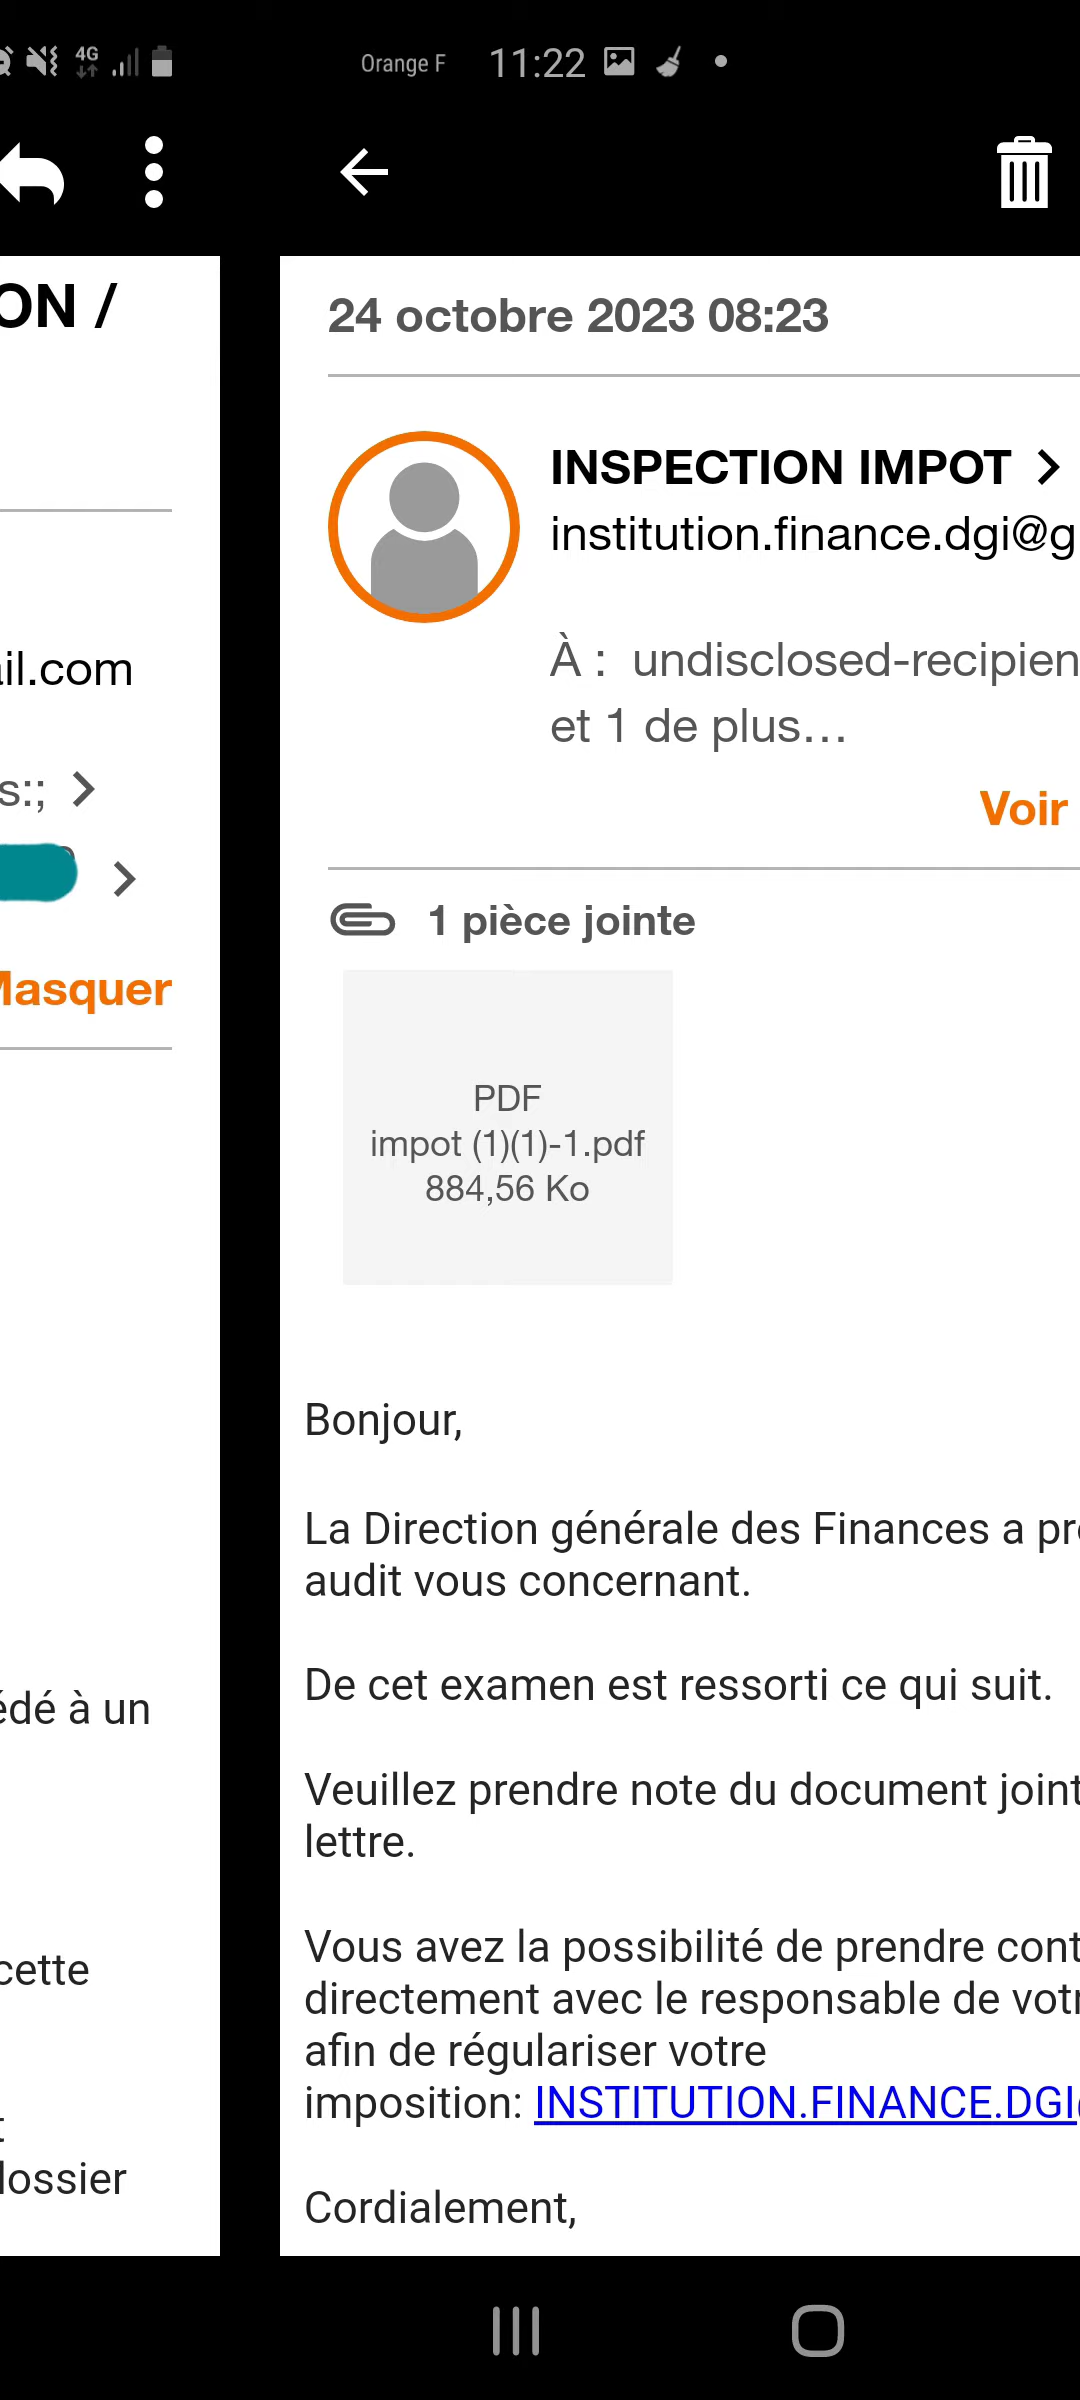 4G
Orange F 11:22
ON /
24 octobre 2023 08:23
INSPECTION IMPOT
institution.finance.dgi@g
il.com
À : undisclosed-recipien
et 1 de plus...
s:;
Voir
Masquer
1 pièce jointe
PDF
impot (1)(1)-1.pdf
884,56 Ko
Bonjour,
La Direction générale des Finances a pr
édé à un
audit vous concernant.
De cet examen est ressorti ce qui suit.
Veuillez prendre note du document joint
cette
lettre.
Vous avez la possibilité de prendre cont
directement avec le responsable de votr
dossier
afin de régulariser votre
imposition: INSTITUTION.FINANCE.DGI
Cordialement,